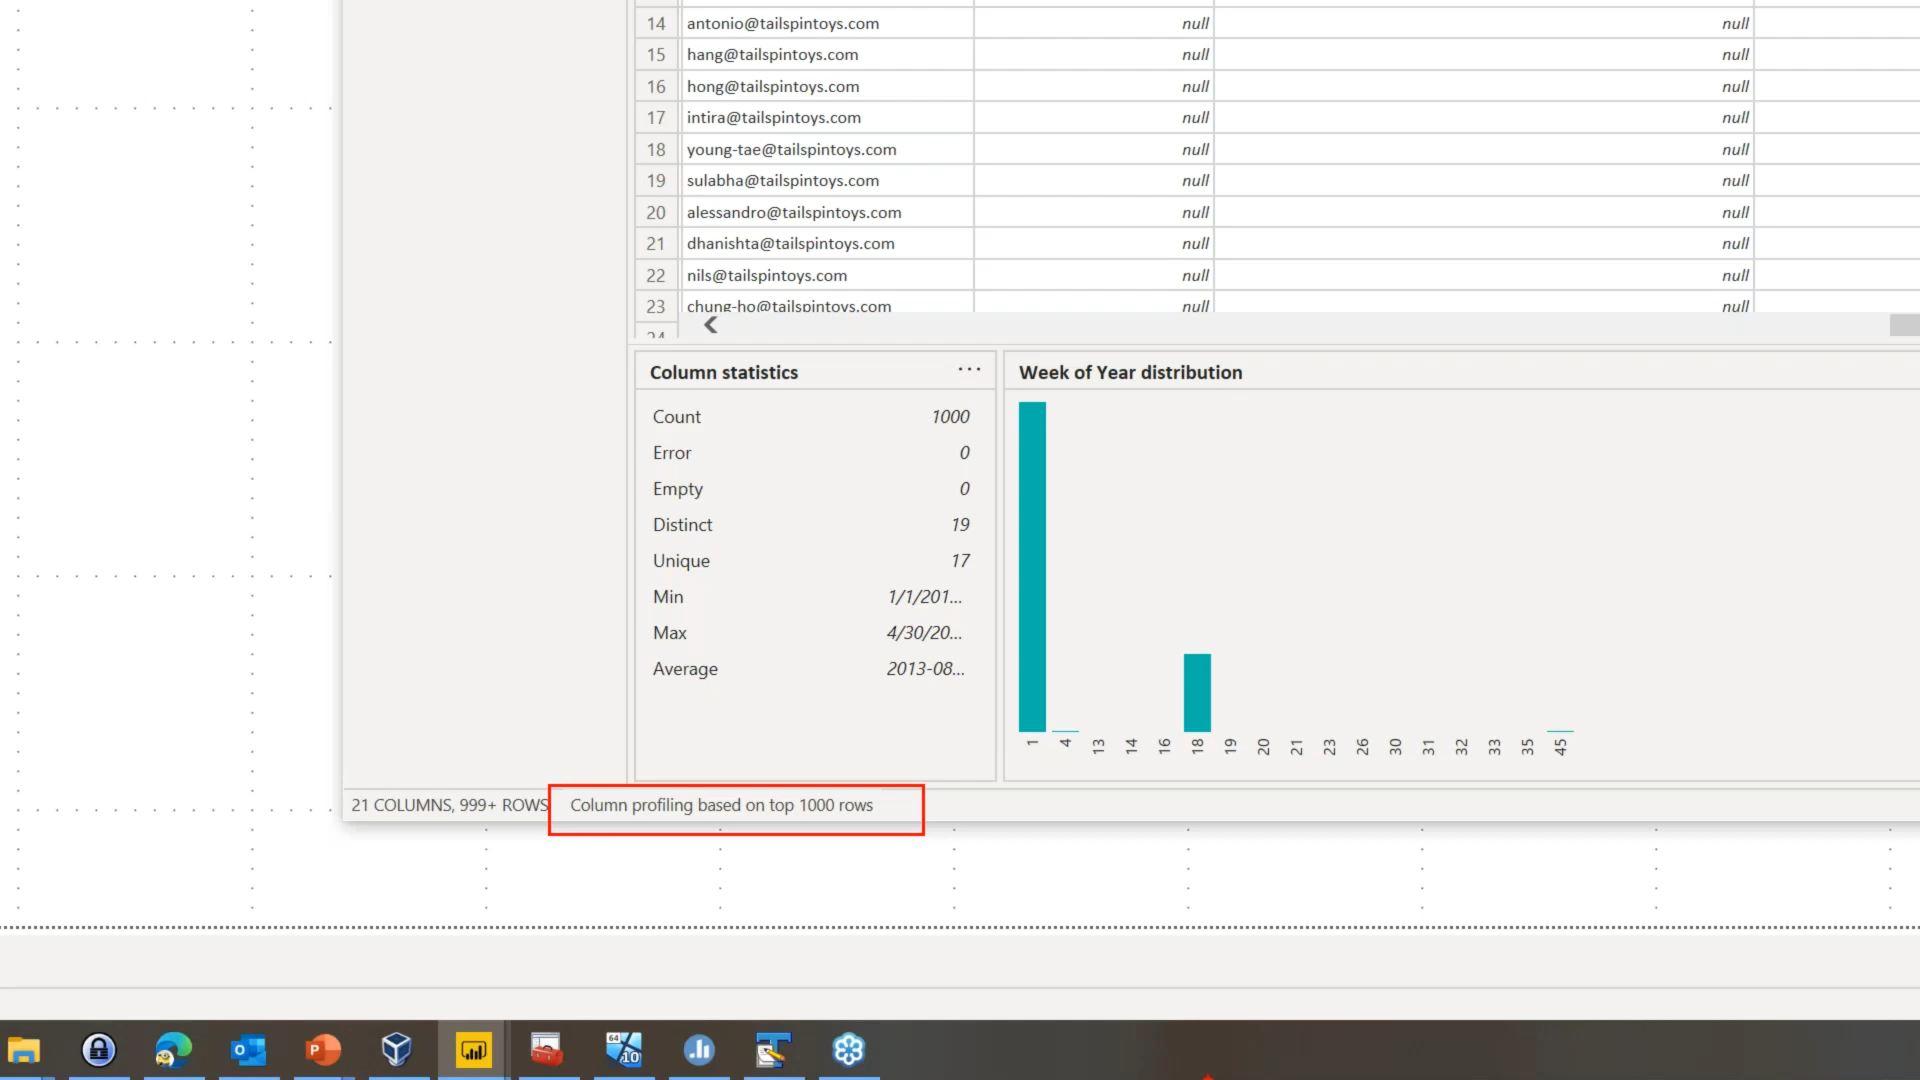 14 antonio@tailspintoys.com null null
15 hang@tailspintoys.com null null
16 hong@tailspintoys.com null null
17 intira@tailspintoys.com null null
18 young-tae@tailspintoys.com null null
19 sulabha@tailspintoys.com null null
20 alessandro@tailspintoys.com null null
21 dhanishta@tailspintoys.com null null
22 nils@tailspintoys.com null null
23 chung-ho@tailspintoys.com null null
24
Column statistics ...
Count 1000
Error 0
Empty 0
Distinct 19
Unique 17
Min 1/1/201...
Max 4/30/20...
Average 2013-08...
Week of Year distribution
1 4 13 14 16 18 19 20 21 23 26 30 31 32 33 35 45
21 COLUMNS, 999+ ROWS Column profiling based on top 1000 rows
64
10